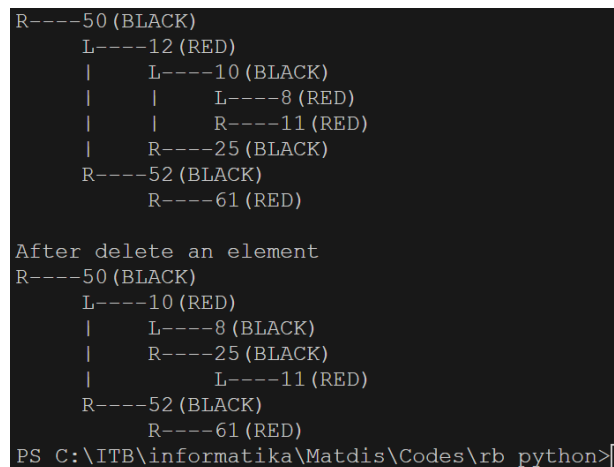 R----50(BLACK)
     L----12(RED)
     |    L----10(BLACK)
     |    |    L----8(RED)
     |    |    R----11(RED)
     |    R----25(BLACK)
     R----52(BLACK)
          R----61(RED)

After delete an element
R----50(BLACK)
     L----10(RED)
     |    L----8(BLACK)
     |    R----25(BLACK)
     |         L----11(RED)
     R----52(BLACK)
          R----61(RED)
PS C:\ITB\informatika\Matdis\Codes\rb python>